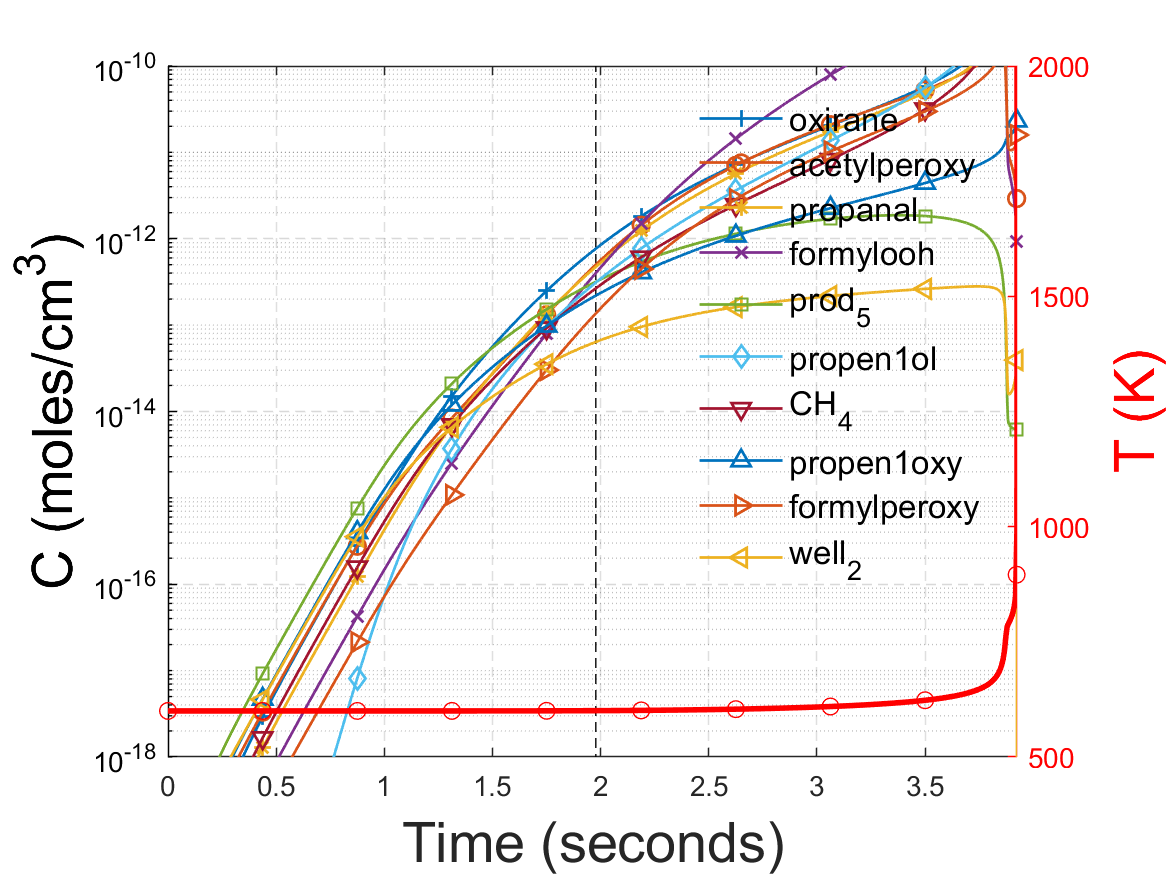 10^-10
10^-12
10^-14
10^-16
10^-18
C (moles/cm^3)
0 0.5 1 1.5 2 2.5 3 3.5
Time (seconds)
2000
1500
1000
500
T (K)
oxirane
acetylperoxy
propanal
formylooh
prod_5
propen1ol
CH_4
propen1oxy
formylperoxy
well_2